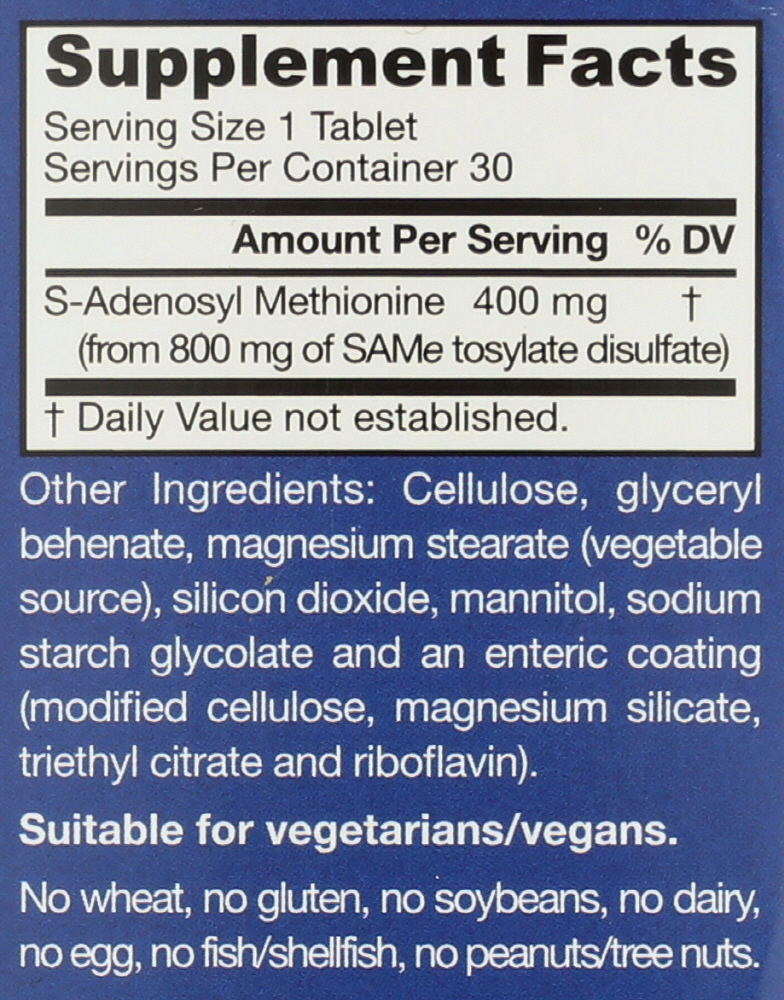 Supplement Facts
Serving Size 1 Tablet
Servings Per Container 30
Amount Per Serving % DV
S-Adenosyl Methionine 400 mg †
(from 800 mg of SAMe tosylate disulfate)
† Daily Value not established.
Other Ingredients: Cellulose, glyceryl
behenate, magnesium stearate (vegetable
source), silicon dioxide, mannitol, sodium
starch glycolate and an enteric coating
(modified cellulose, magnesium silicate,
triethyl citrate and riboflavin).
Suitable for vegetarians/vegans.
No wheat, no gluten, no soybeans, no dairy,
no egg, no fish/shellfish, no peanuts/tree nuts.